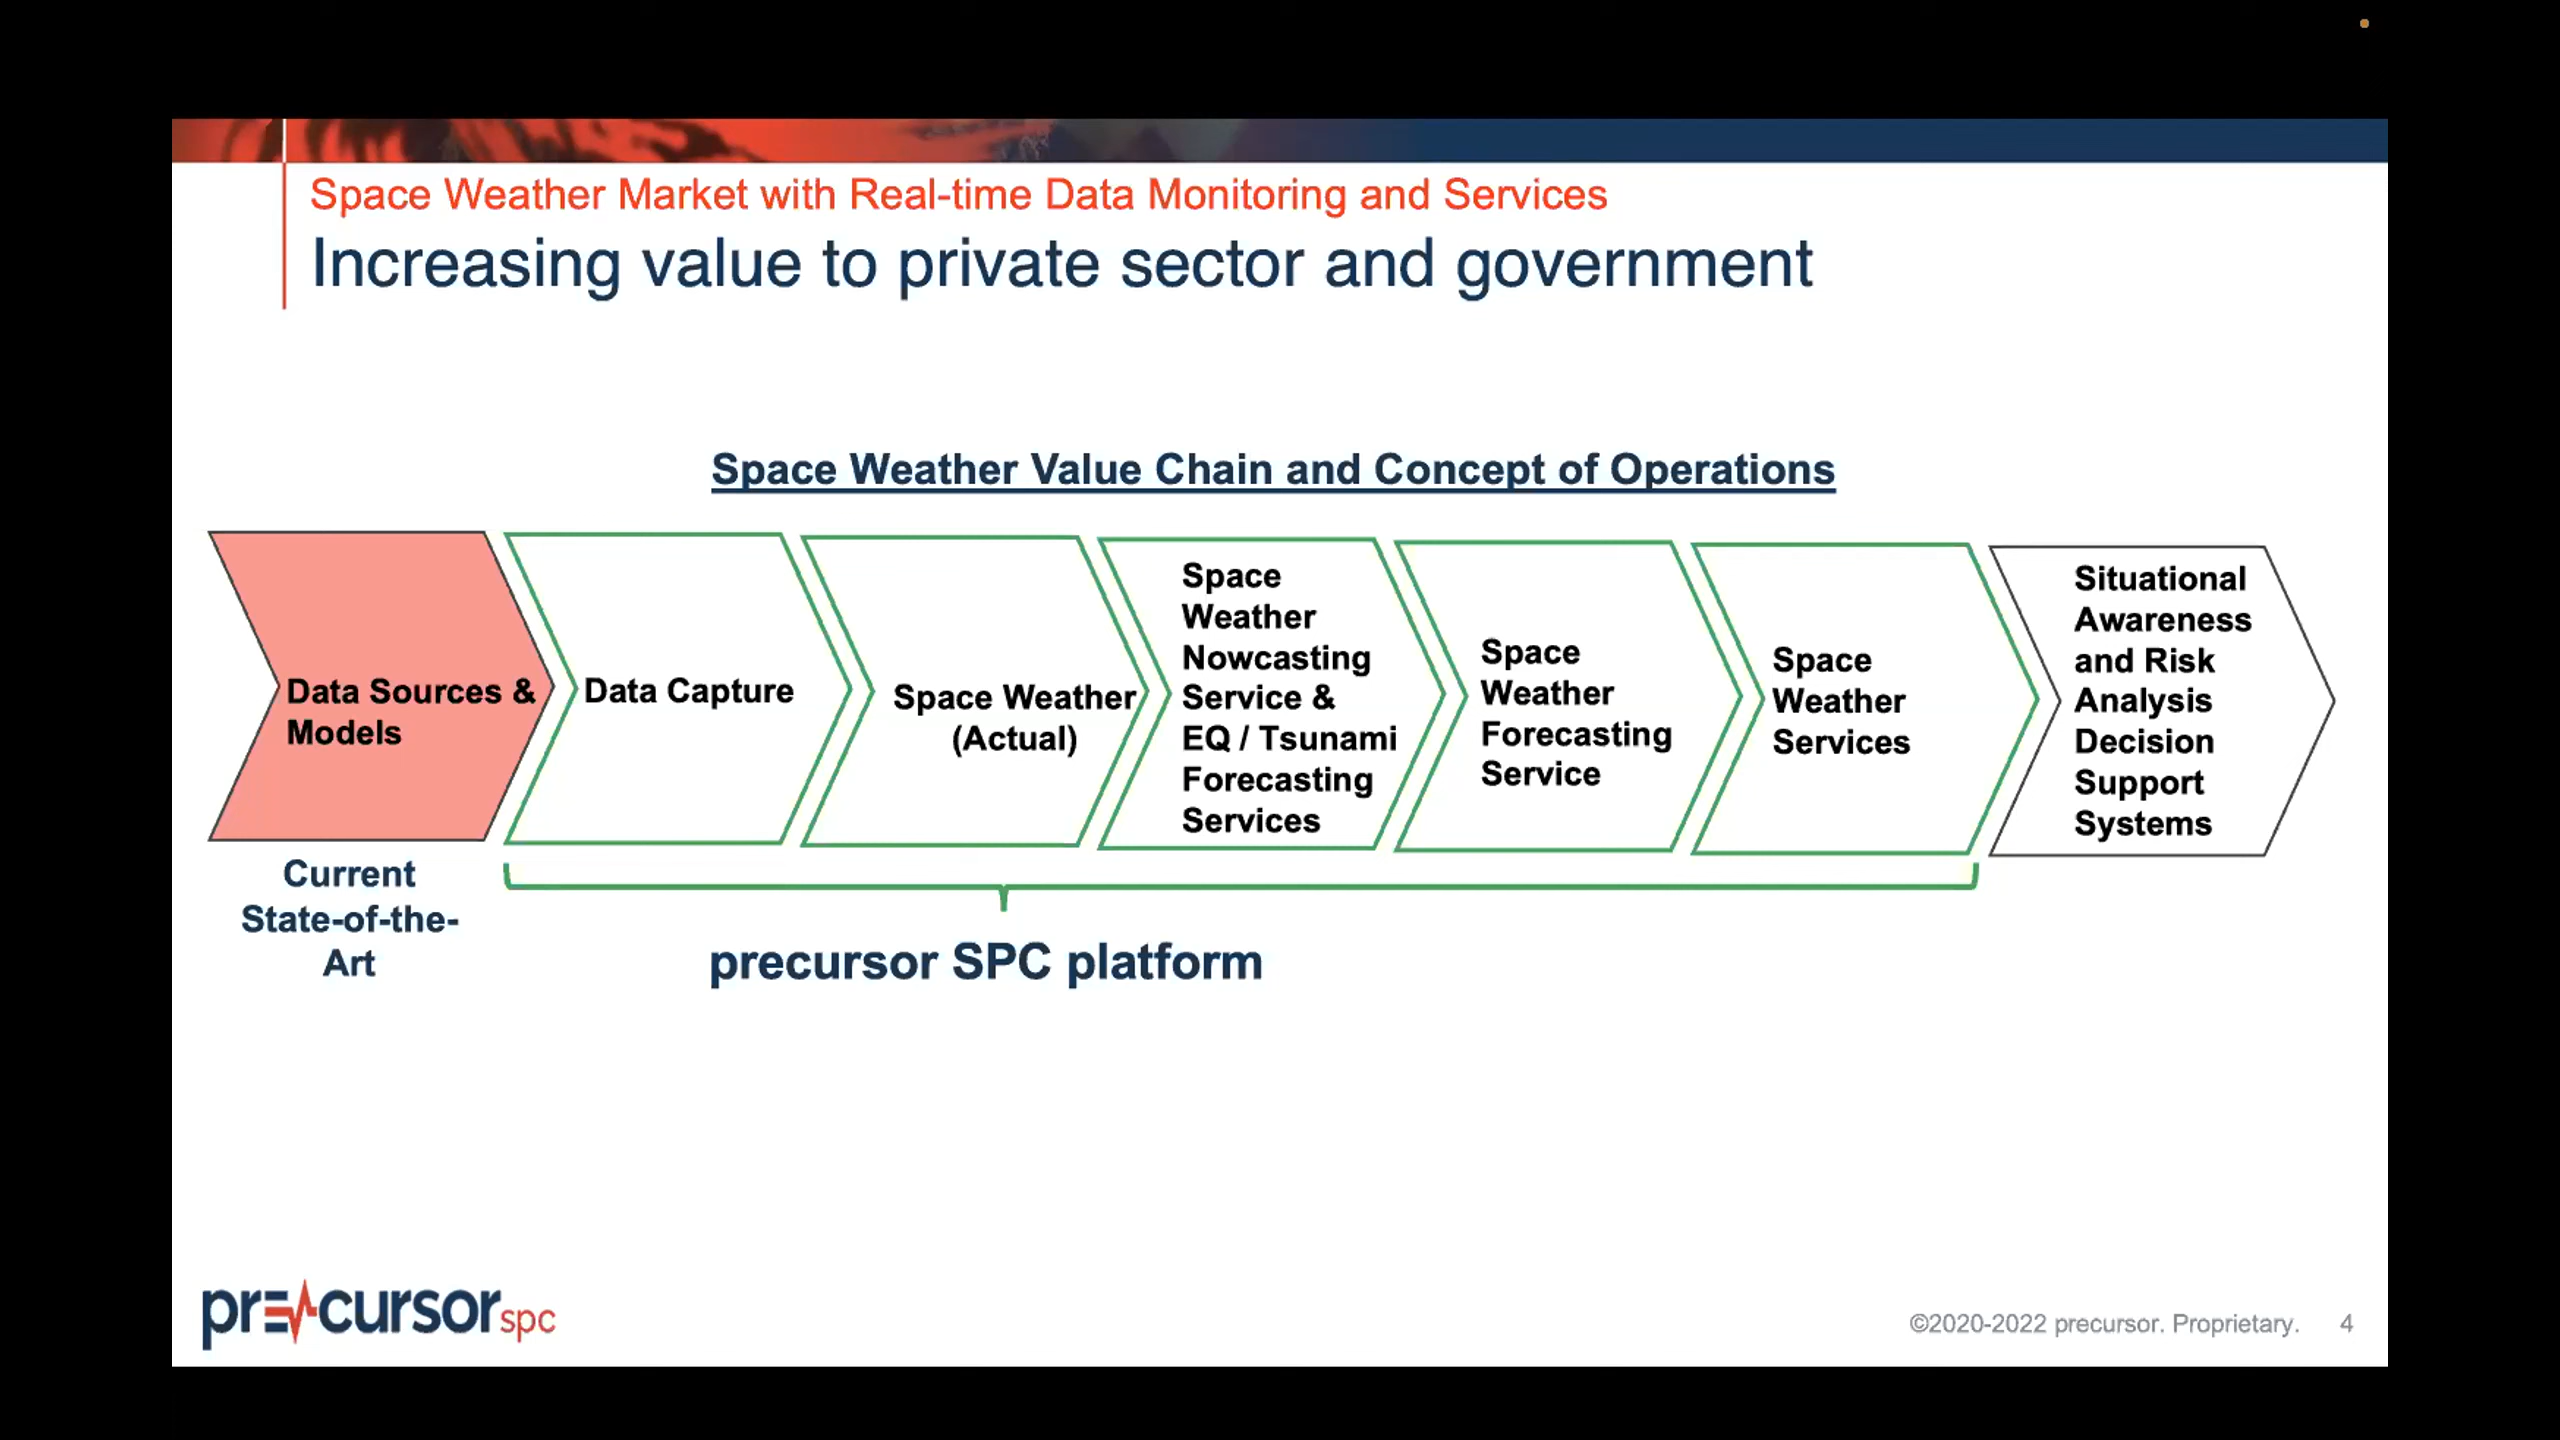 Space Weather Market with Real-time Data Monitoring and Services
Increasing value to private sector and government
Space Weather Value Chain and Concept of Operations
Data Sources &
Models
Data Capture
Space Weather
(Actual)
Space
Weather
Nowcasting
Service &
EQ / Tsunami
Forecasting
Services
Space
Weather
Forecasting
Service
Space
Weather
Services
Situational
Awareness
and Risk
Analysis
Decision
Support
Systems
Current
State-of-the-
Art
precursor SPC platform
precursor spc
©2020-2022 precursor. Proprietary. 4